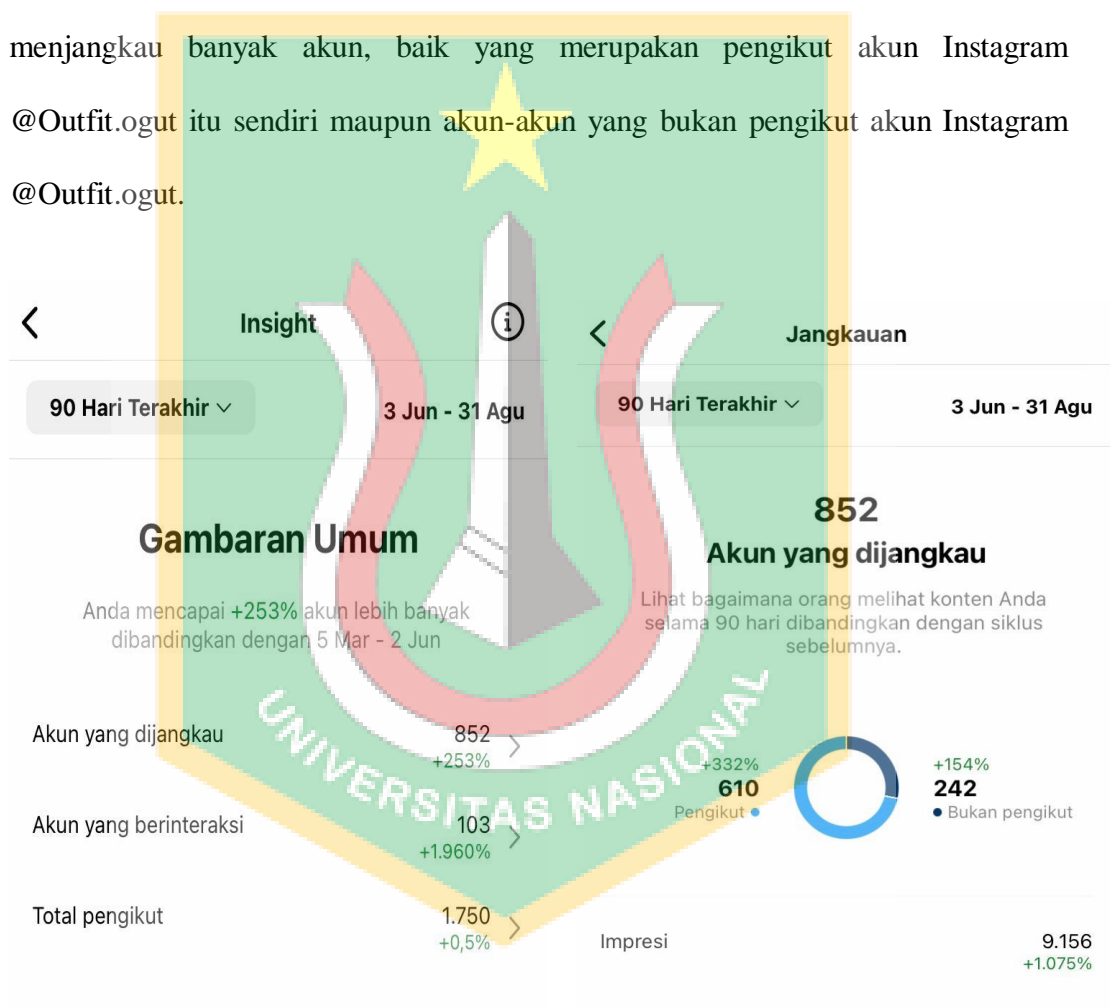 menjangkau banyak akun, baik yang merupakan pengikut akun Instagram
@Outfit.ogut itu sendiri maupun akun-akun yang bukan pengikut akun Instagram
@Outfit.ogut.
Insight
90 Hari Terakhir
3 Jun - 31 Agu
Gambaran Umum
Anda mencapai +253% akun lebih banyak
dibandingkan dengan 5 Mar - 2 Jun
Akun yang dijangkau
852
+253%
Akun yang berinteraksi
103
+1.960%
Total pengikut
1.750
+0,5%
Jangkauan
90 Hari Terakhir
3 Jun - 31 Agu
852
Akun yang dijangkau
Lihat bagaimana orang melihat konten Anda
selama 90 hari dibandingkan dengan siklus
sebelumnya.
+332%
610
Pengikut
+154%
242
Bukan pengikut
Impresi
9.156
+1.075%
UNIVERSITAS NASIONAL